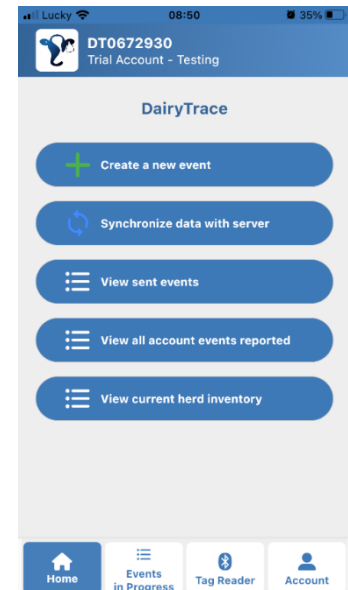 Lucky 08:50 35%
DT0672930
Trial Account - Testing
DairyTrace
Create a new event
Synchronize data with server
View sent events
View all account events reported
View current herd inventory
Home
Events
in Progress
Tag Reader
Account